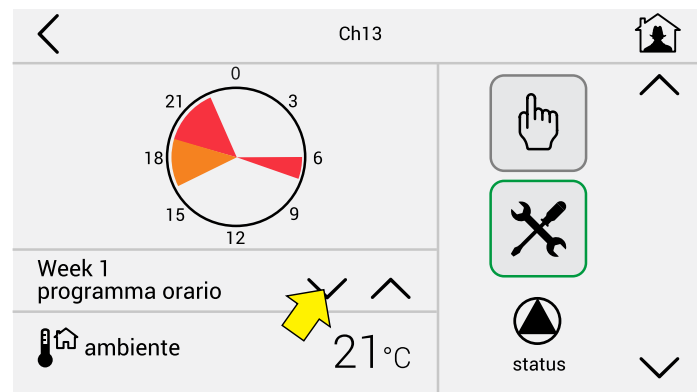 Ch13
0
21
3
18
6
15
9
12
Week 1
programma orario
ambiente
21°C
status